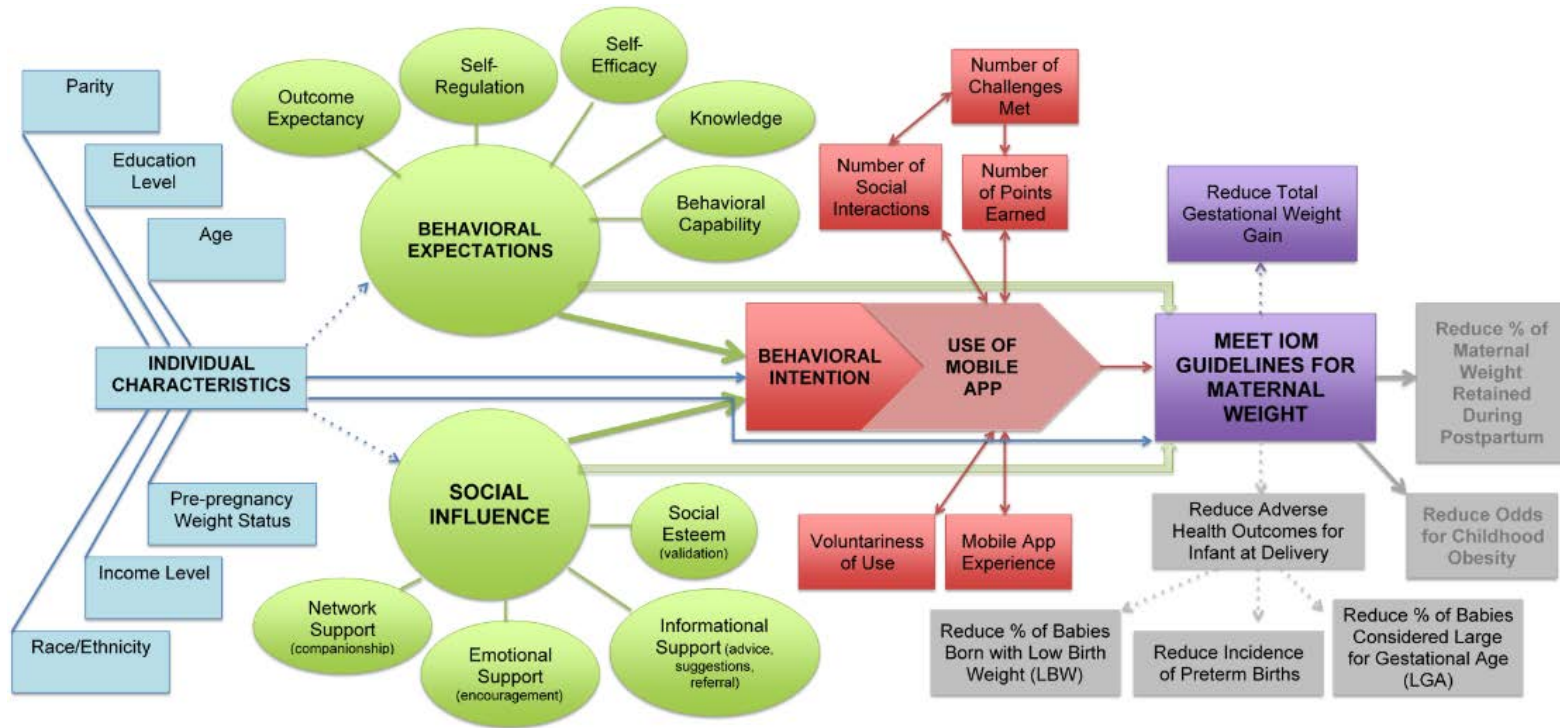 Parity
Education
Level
Age
INDIVIDUAL
CHARACTERISTICS
Pre-pregnancy
Weight Status
Income Level
Race/Ethnicity
Outcome
Expectancy
Self-
Regulation
Self-
Efficacy
Knowledge
Behavioral
Capability
BEHAVIORAL
EXPECTATIONS
SOCIAL
INFLUENCE
Social
Esteem
(validation)
Network
Support
(companionship)
Emotional
Support
(encouragement)
Informational
Support (advice,
suggestions,
referral)
Number of
Challenges
Met
Number of
Social
Interactions
Number
of Points
Earned
BEHAVIORAL
INTENTION
USE OF
MOBILE
APP
Voluntariness
of Use
Mobile App
Experience
Reduce Total
Gestational Weight
Gain
MEET IOM
GUIDELINES FOR
MATERNAL
WEIGHT
Reduce % of
Maternal
Weight
Retained
During
Postpartum
Reduce Odds
for Childhood
Obesity
Reduce Adverse
Health Outcomes for
Infant at Delivery
Reduce % of Babies
Born with Low Birth
Weight (LBW)
Reduce Incidence
of Preterm Births
Reduce % of Babies
Considered Large
for Gestational Age
(LGA)